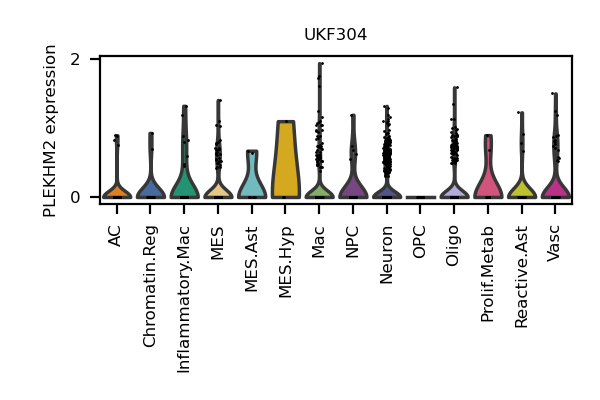 UKF304
PLEKHM2 expression
2
0
AC
Chromatin.Reg
Inflammatory.Mac
MES
MES.Ast
MES.Hyp
Mac
NPC
Neuron
OPC
Oligo
Prolif.Metab
Reactive.Ast
Vasc